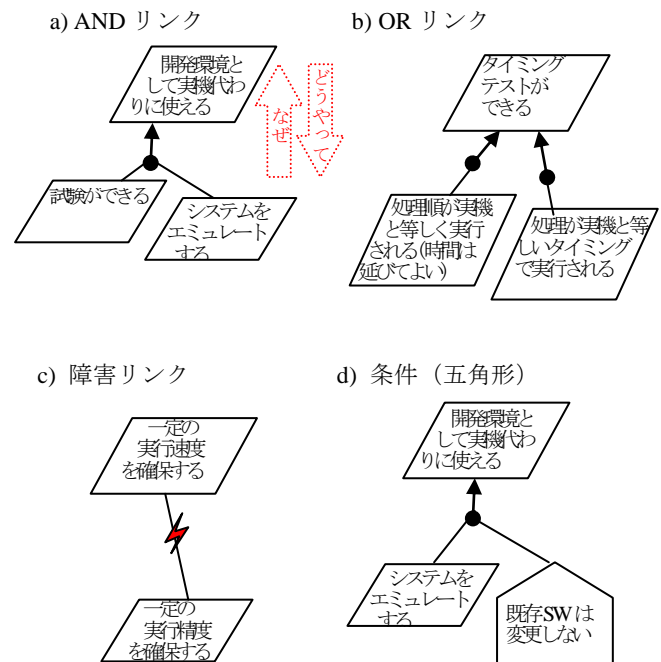 a) AND リンク
開発環境と
して実機代わ
りに使える
なぜ
どうやって
試験ができる
システムを
エミュレート
する
b) OR リンク
タイミング
テストが
できる
処理順が実機
と等しく実行
される(時間は
延びてよい)
処理が実機と等
しいタイミング
で実行される
c) 障害リンク
一定の
実行速度
を確保する
一定の
実行精度
を確保する
d) 条件（五角形）
開発環境と
して実機代わ
りに使える
システムを
エミュレート
する
既存SWは
変更しない